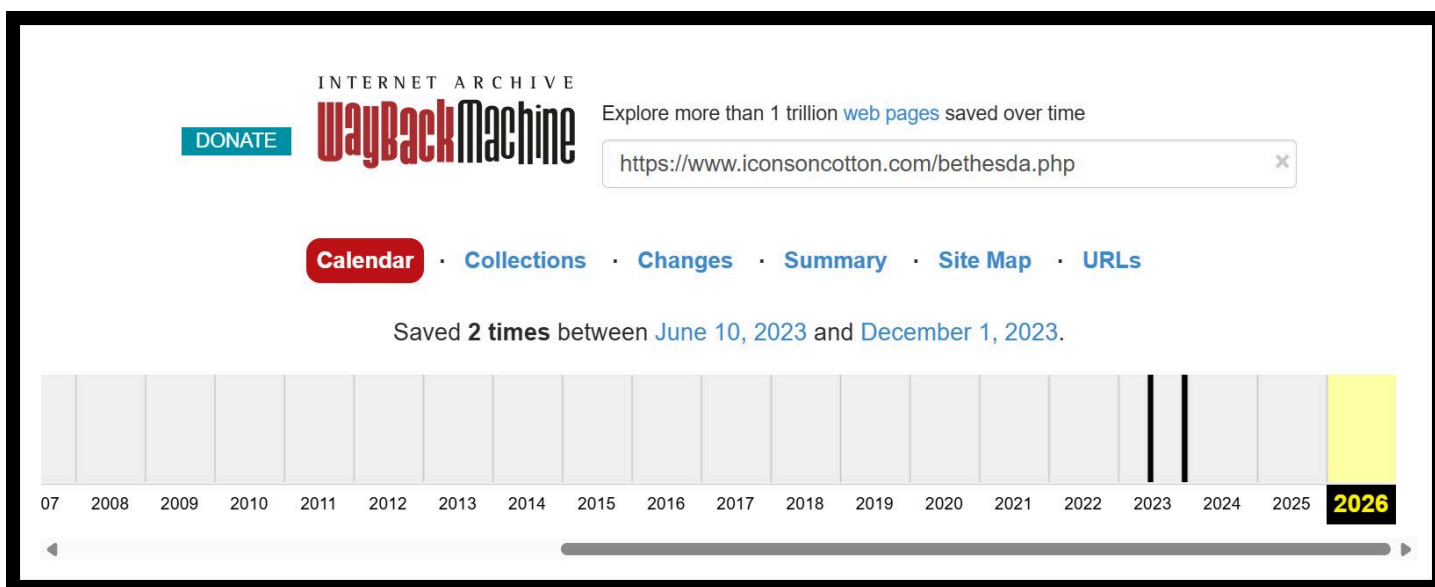 INTERNET ARCHIVE
WayBackMachine
DONATE
Explore more than 1 trillion web pages saved over time
https://www.iconsoncotton.com/bethesda.php ×
Calendar · Collections · Changes · Summary · Site Map · URLs
Saved 2 times between June 10, 2023 and December 1, 2023.
07 2008 2009 2010 2011 2012 2013 2014 2015 2016 2017 2018 2019 2020 2021 2022 2023 2024 2025 2026